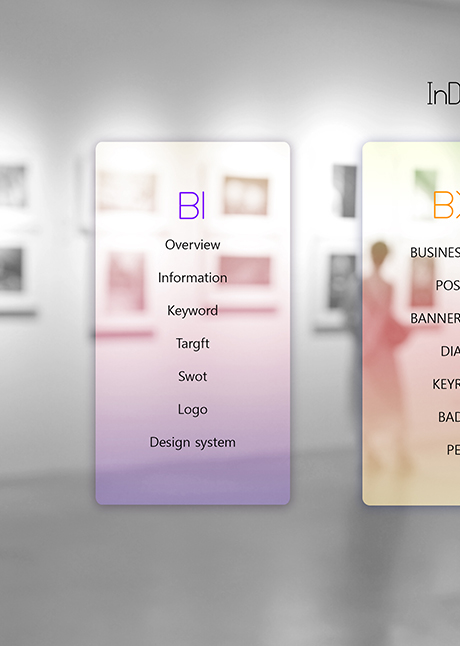 InD
BI
Overview
Information
Keyword
Targft
Swot
Logo
Design system
BX
BUSINES
POS
BANNER
DIA
KEYR
BAD
PE